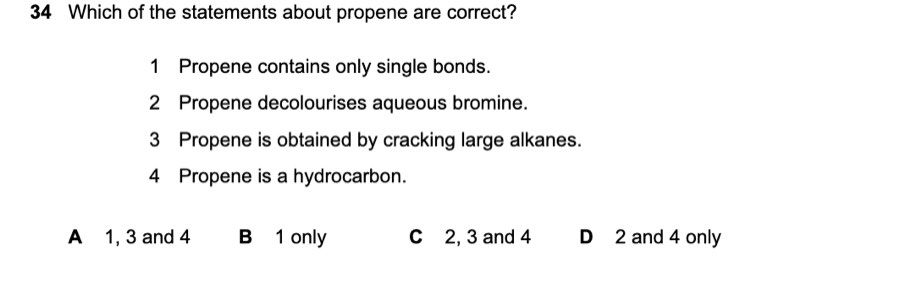 34 Which of the statements about propene are correct?
1 Propene contains only single bonds.
2 Propene decolourises aqueous bromine.
3 Propene is obtained by cracking large alkanes.
4 Propene is a hydrocarbon.
A 1, 3 and 4 B 1 only C 2, 3 and 4 D 2 and 4 only